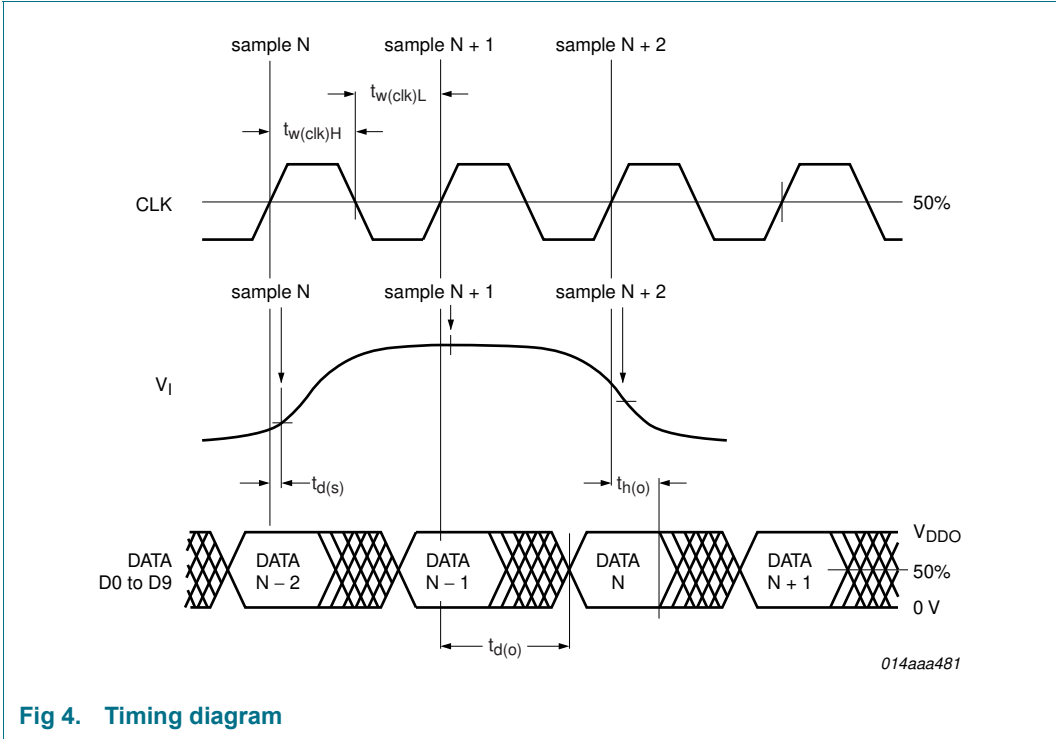 sample N
sample N + 1
sample N + 2
tw(clk)L
tw(clk)H
CLK
50%
sample N
sample N + 1
sample N + 2
VI
td(s)
th(o)
VDDO
DATA
D0 to D9
DATA
N − 2
DATA
N − 1
DATA
N
DATA
N + 1
50%
0 V
td(o)
014aaa481
Fig 4. Timing diagram